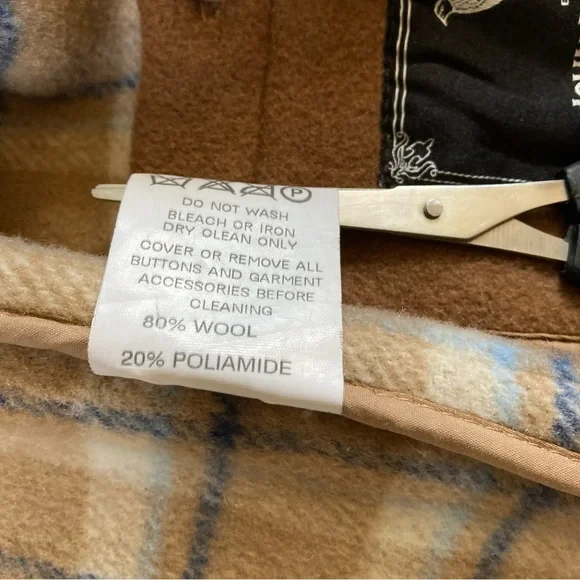 P
DO NOT WASH
BLEACH OR IRON
DRY CLEAN ONLY
COVER OR REMOVE ALL
BUTTONS AND GARMENT
ACCESSORIES BEFORE
CLEANING
80% WOOL
20% POLIAMIDE